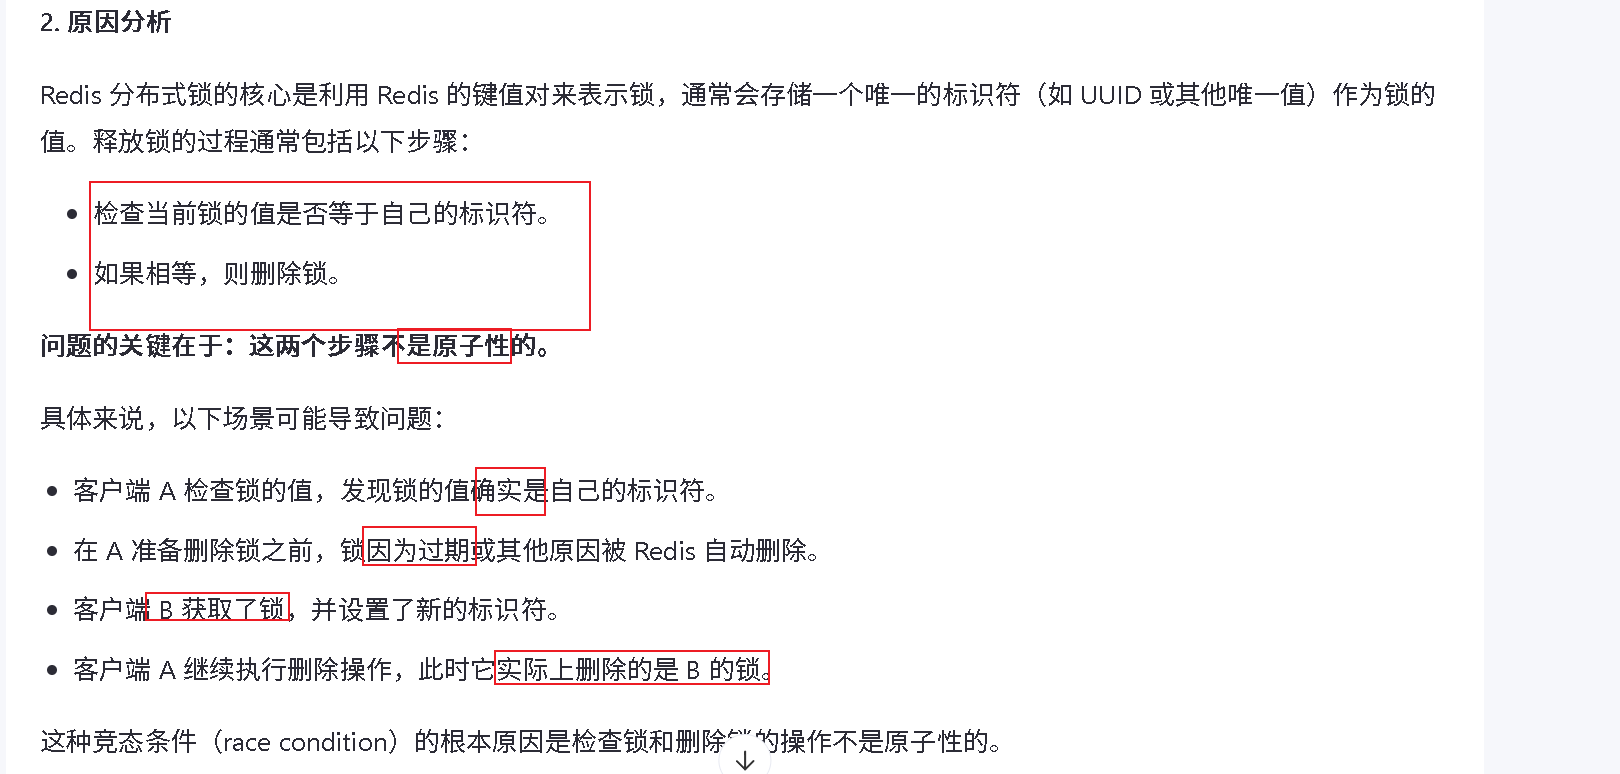 2. 原因分析
Redis 分布式锁的核心是利用 Redis 的键值对来表示锁，通常会存储一个唯一的标识符（如 UUID 或其他唯一值）作为锁的
值。释放锁的过程通常包括以下步骤：
• 检查当前锁的值是否等于自己的标识符。
• 如果相等，则删除锁。
问题的关键在于：这两个步骤不是原子性的。
具体来说，以下场景可能导致问题：
• 客户端 A 检查锁的值，发现锁的值确实是自己的标识符。
• 在 A 准备删除锁之前，锁因为过期或其他原因被 Redis 自动删除。
• 客户端 B 获取了锁，并设置了新的标识符。
• 客户端 A 继续执行删除操作，此时它实际上删除的是 B 的锁。
这种竞态条件（race condition）的根本原因是检查锁和删除锁的操作不是原子性的。